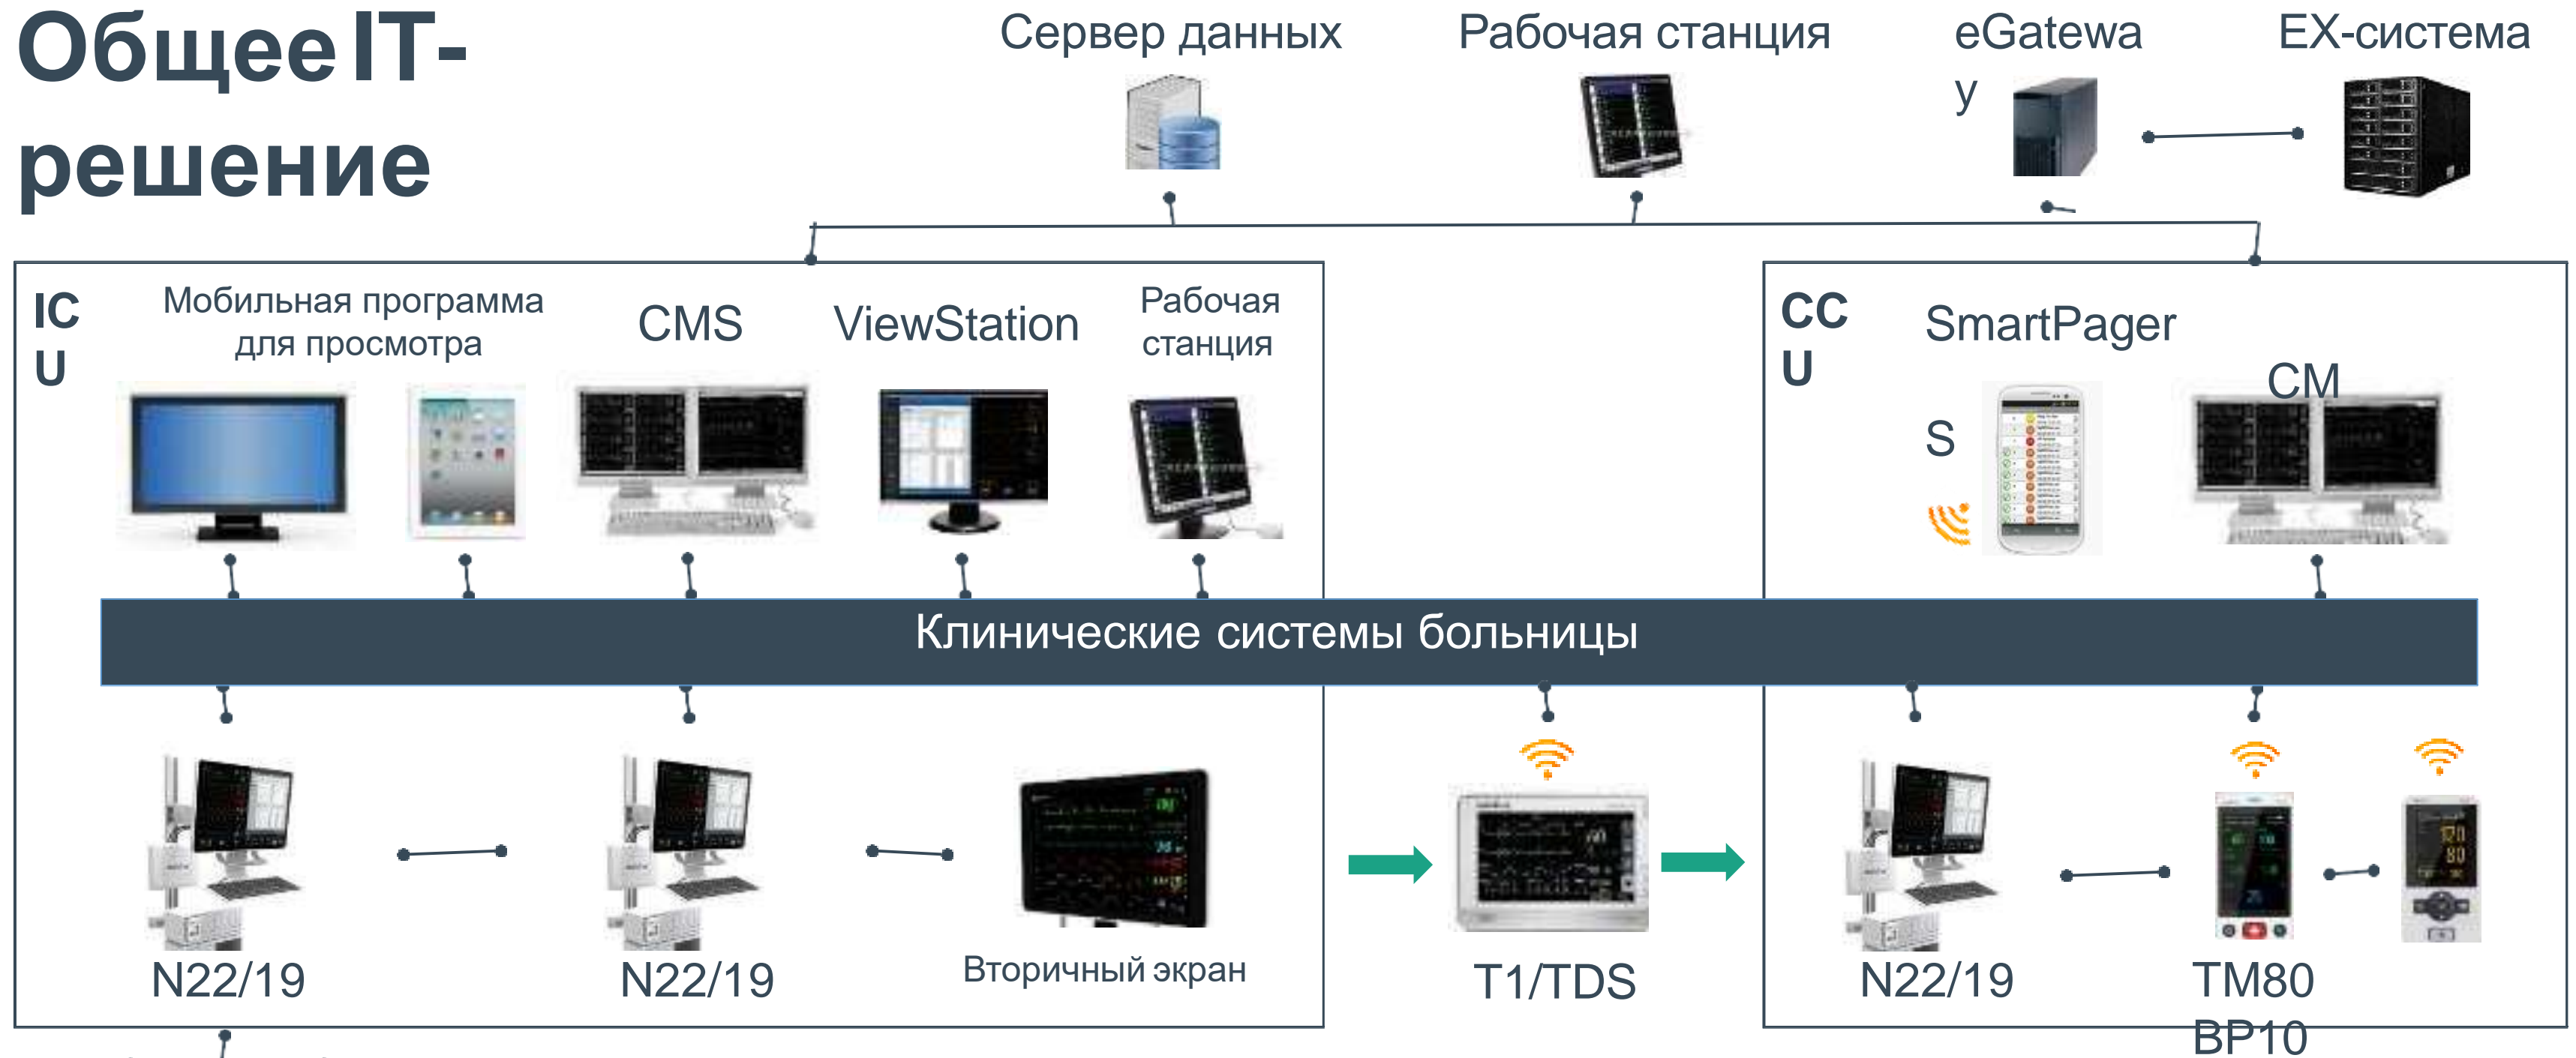 Общее IT-
решение
Сервер данных
Рабочая станция
eGatewa
y
EX-система
IC
U
Мобильная программа
для просмотра
CMS
ViewStation
Рабочая
станция
CC
U
SmartPager
CM
S
Клинические системы больницы
N22/19
N22/19
Вторичный экран
T1/TDS
N22/19
TM80
BP10